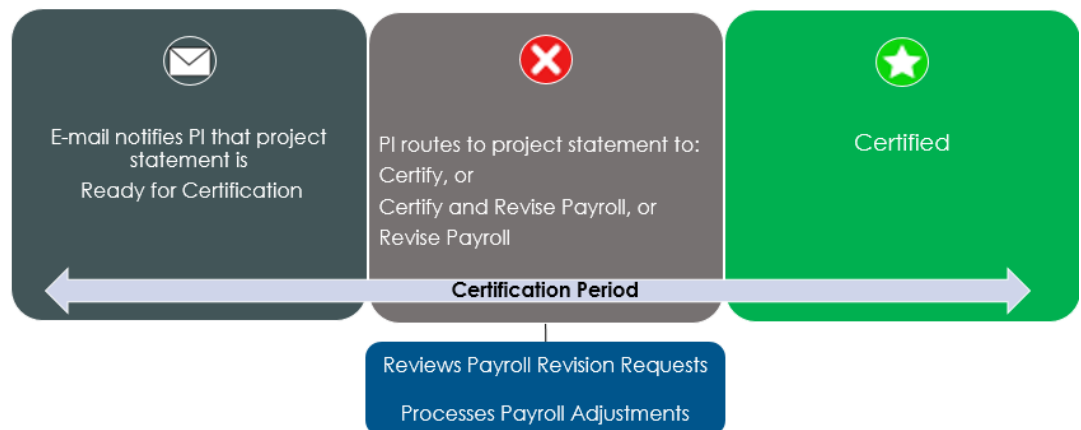 E-mail notifies PI that project
statement is
Ready for Certification
PI routes to project statement to:
Certify, or
Certify and Revise Payroll, or
Revise Payroll
Certified
Certification Period
Reviews Payroll Revision Requests
Processes Payroll Adjustments